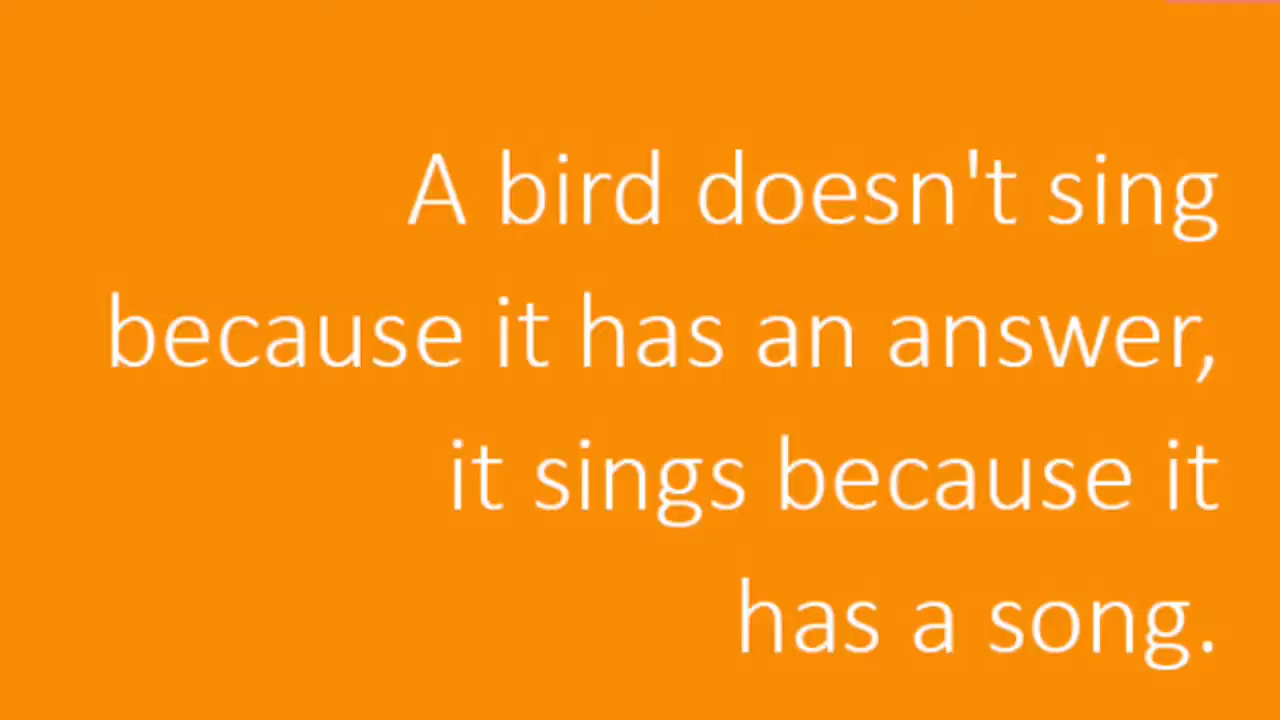 A bird doesn't sing
because it has an answer,
it sings because it
has a song.